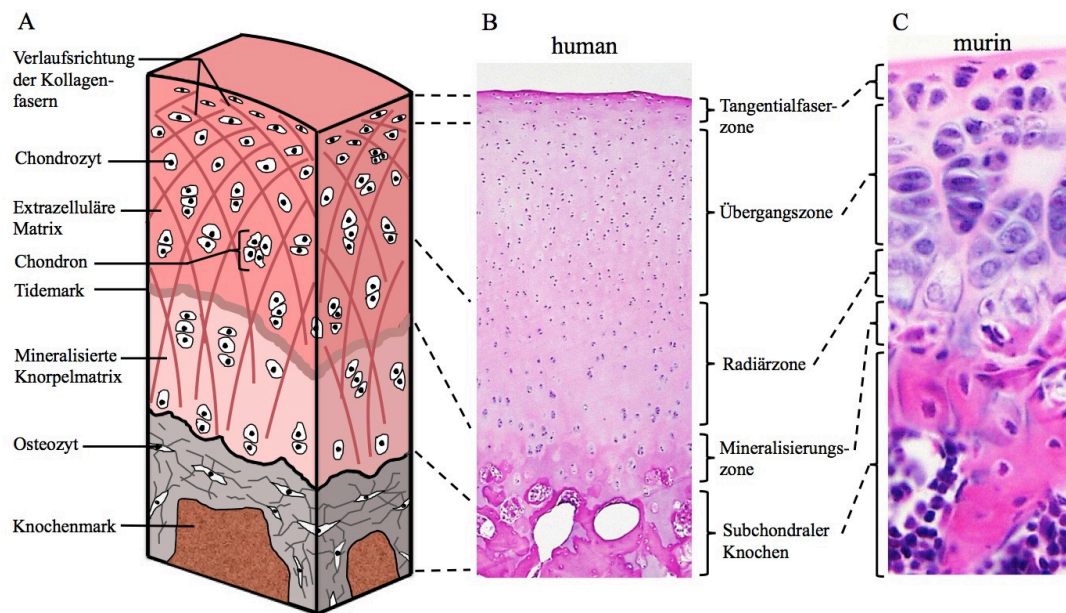 A
Verlaufsrichtung
der Kollagen-
fasern
Chondrozyt
Extrazelluläre
Matrix
Chondron
Tidemark
Mineralisierte
Knorpelmatrix
Osteozyt
Knochenmark
B
human
Tangentialfaser-
zone
Übergangszone
Radiärzone
Mineralisierungs-
zone
Subchondraler
Knochen
C
murin